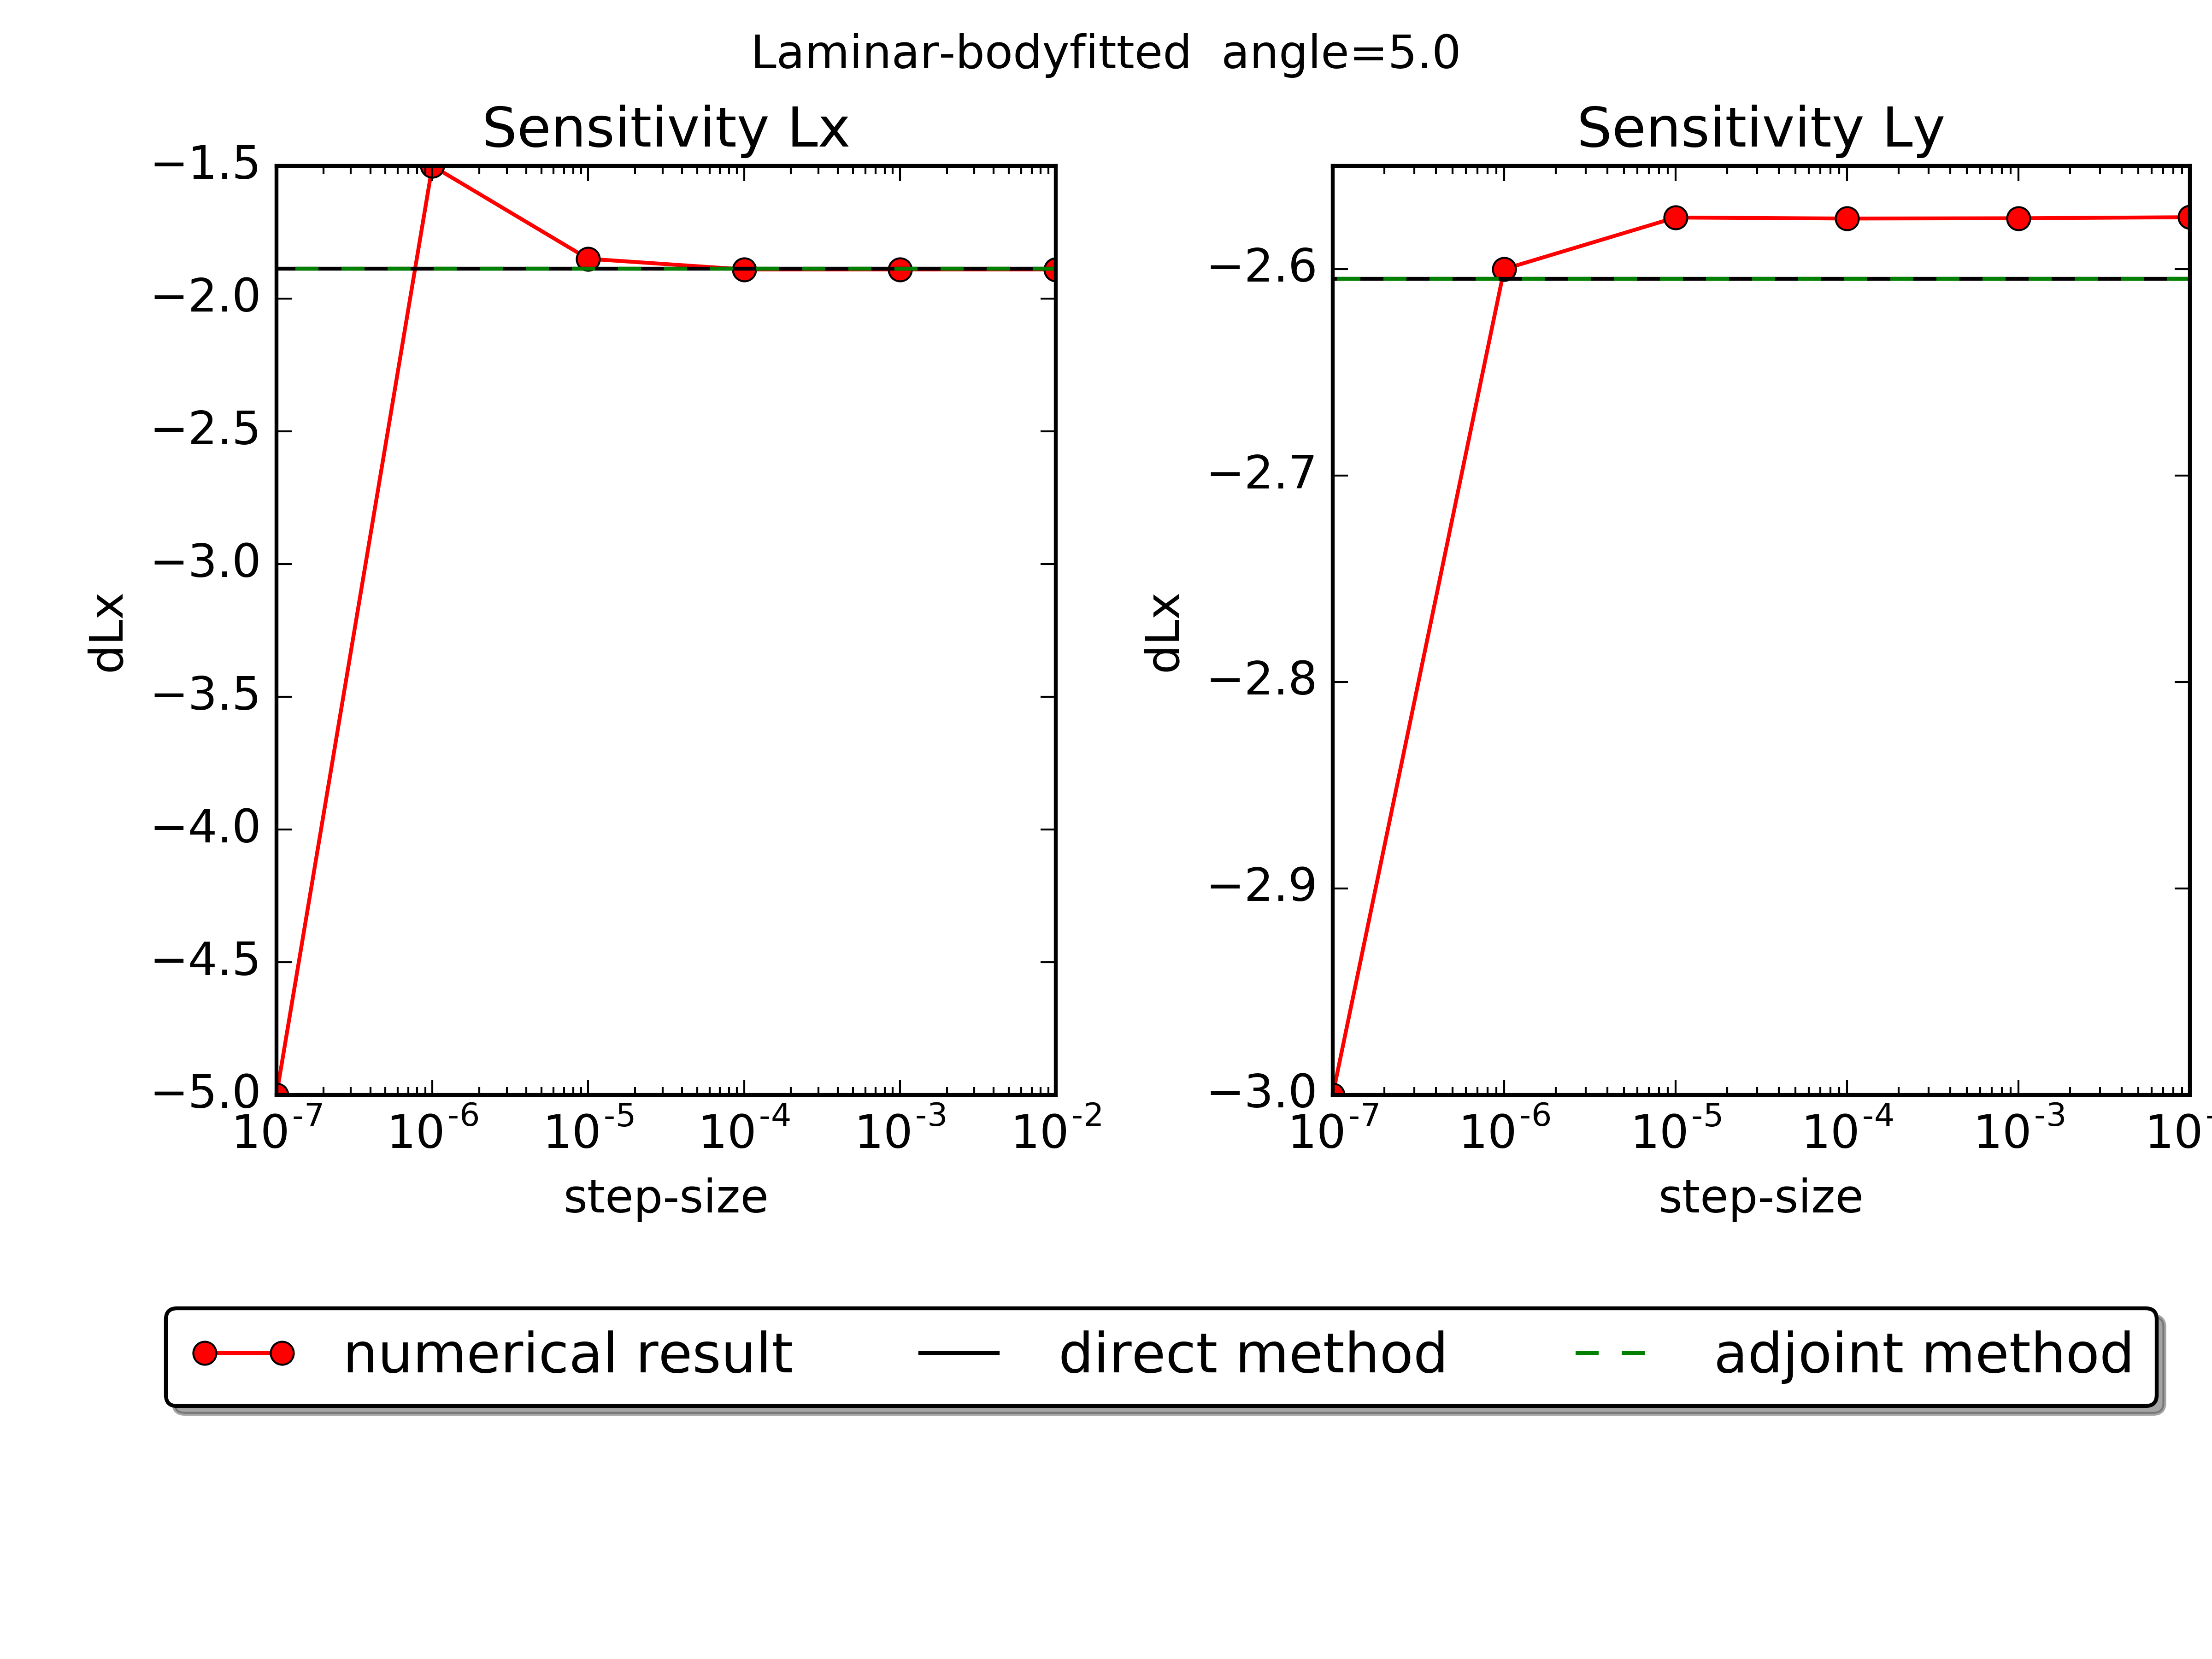 Laminar-bodyfitted angle=5.0
Sensitivity Lx
−1.5
−2.0
−2.5
−3.0
−3.5
−4.0
−4.5
−5.0
dLx
10-7 10-6 10-5 10-4 10-3 10-2
step-size
Sensitivity Ly
−2.6
−2.7
−2.8
−2.9
−3.0
dLx
10-7 10-6 10-5 10-4 10-3 10-
step-size
numerical result direct method adjoint method